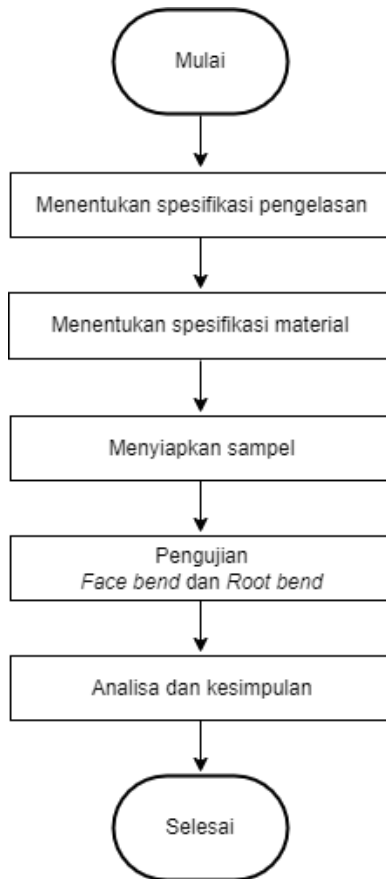 Mulai
Menentukan spesifikasi pengelasan
Menentukan spesifikasi material
Menyiapkan sampel
Pengujian
Face bend dan Root bend
Analisa dan kesimpulan
Selesai